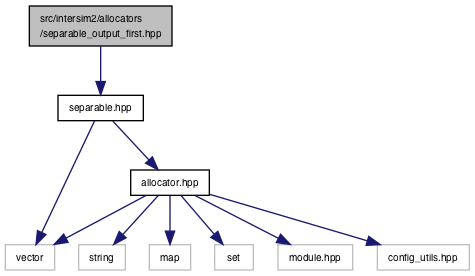 src/intersim2/allocators
/separable_output_first.hpp
separable.hpp
allocator.hpp
vector
string
map
set
module.hpp
config_utils.hpp